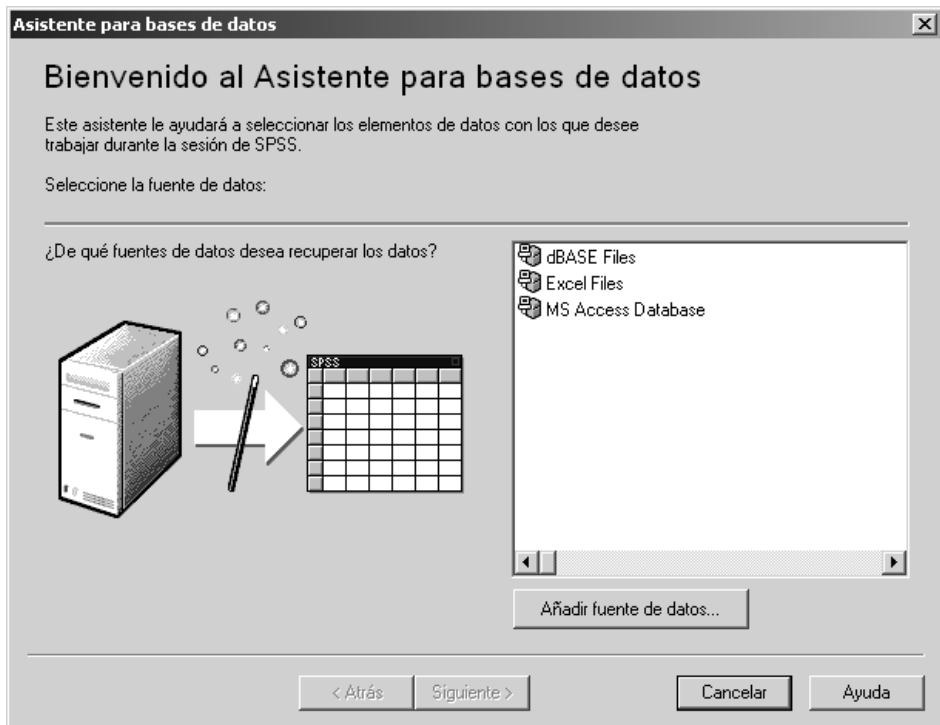 Asistente para bases de datos
Bienvenido al Asistente para bases de datos
Este asistente le ayudará a seleccionar los elementos de datos con los que desee
trabajar durante la sesión de SPSS.
Seleccione la fuente de datos:
¿De qué fuentes de datos desea recuperar los datos?
SPSS
dBASE Files
Excel Files
MS Access Database
Añadir fuente de datos...
< Atrás
Siguiente >
Cancelar
Ayuda